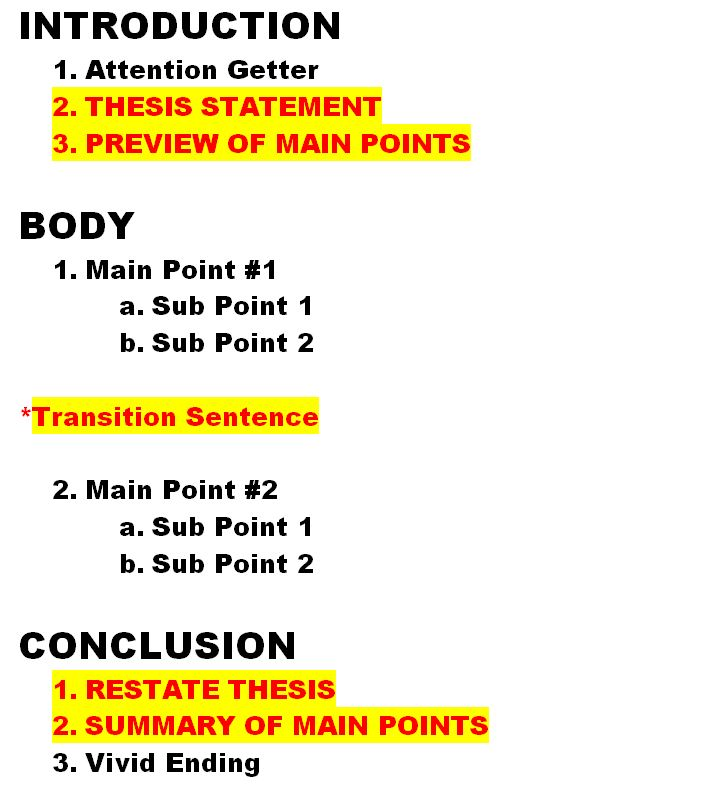 INTRODUCTION
1. Attention Getter
2. THESIS STATEMENT
3. PREVIEW OF MAIN POINTS
BODY
1. Main Point #1
a. Sub Point 1
b. Sub Point 2
*Transition Sentence
2. Main Point #2
a. Sub Point 1
b. Sub Point 2
CONCLUSION
1. RESTATE THESIS
2. SUMMARY OF MAIN POINTS
3. Vivid Ending